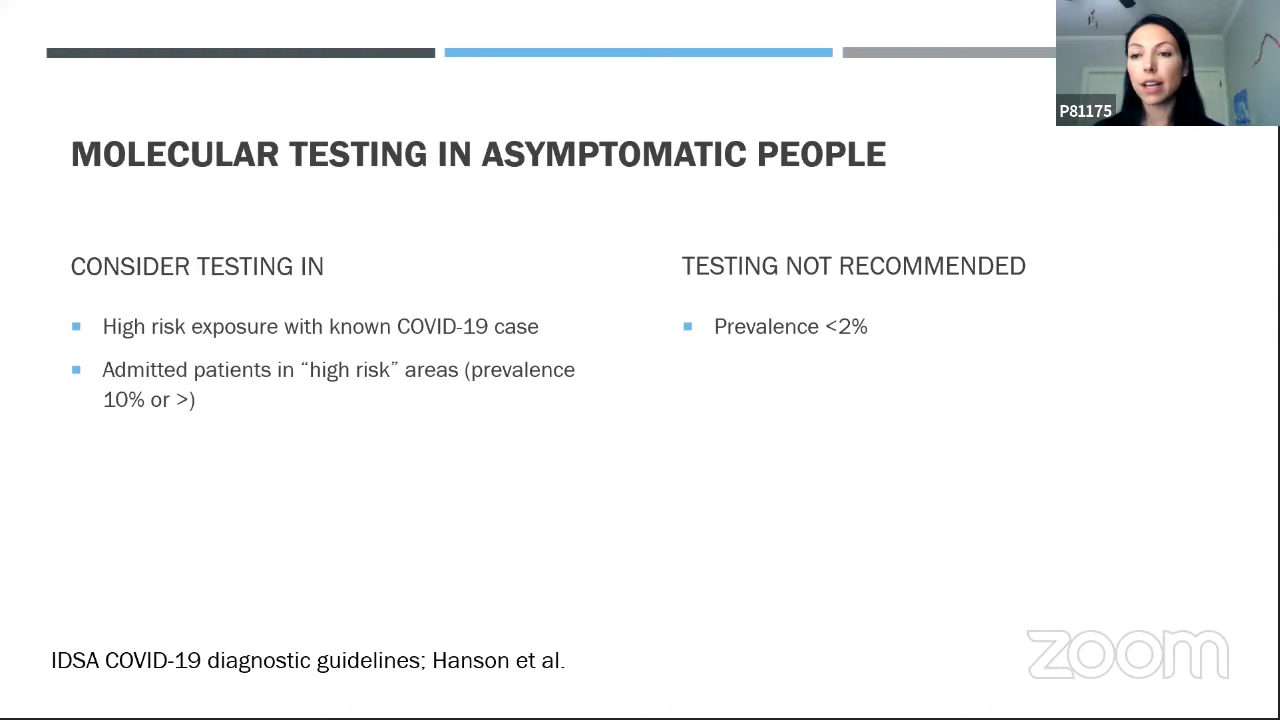 P81175
MOLECULAR TESTING IN ASYMPTOMATIC PEOPLE
CONSIDER TESTING IN
High risk exposure with known COVID-19 case
Admitted patients in “high risk” areas (prevalence
10% or >)
TESTING NOT RECOMMENDED
Prevalence <2%
IDSA COVID-19 diagnostic guidelines; Hanson et al.
zoom